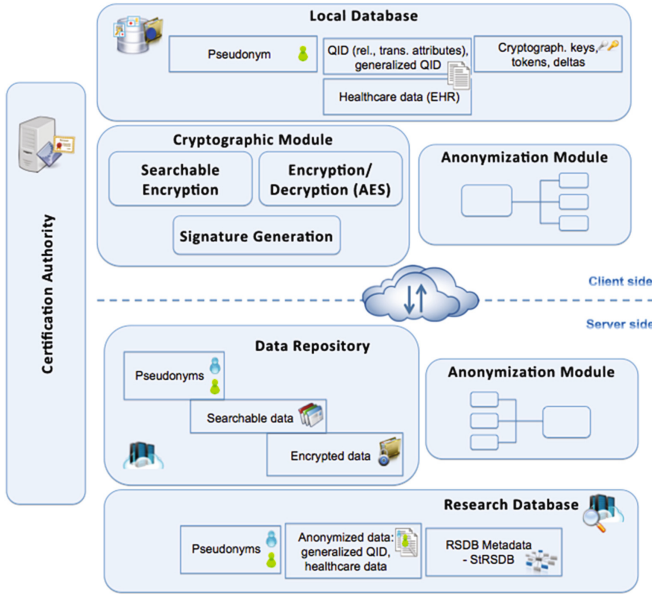 Local Database
Pseudonym
QID (rel., trans. attributes),
generalized QID
Cryptograph. keys,
tokens, deltas
Healthcare data (EHR)
Certification Authority
Cryptographic Module
Searchable
Encryption
Encryption/
Decryption (AES)
Signature Generation
Anonymization Module
Client side
Server side
Data Repository
Pseudonyms
Searchable data
Encrypted data
Anonymization Module
Research Database
Pseudonyms
Anonymized data:
generalized QID,
healthcare data
RSDB Metadata
- StRSDB